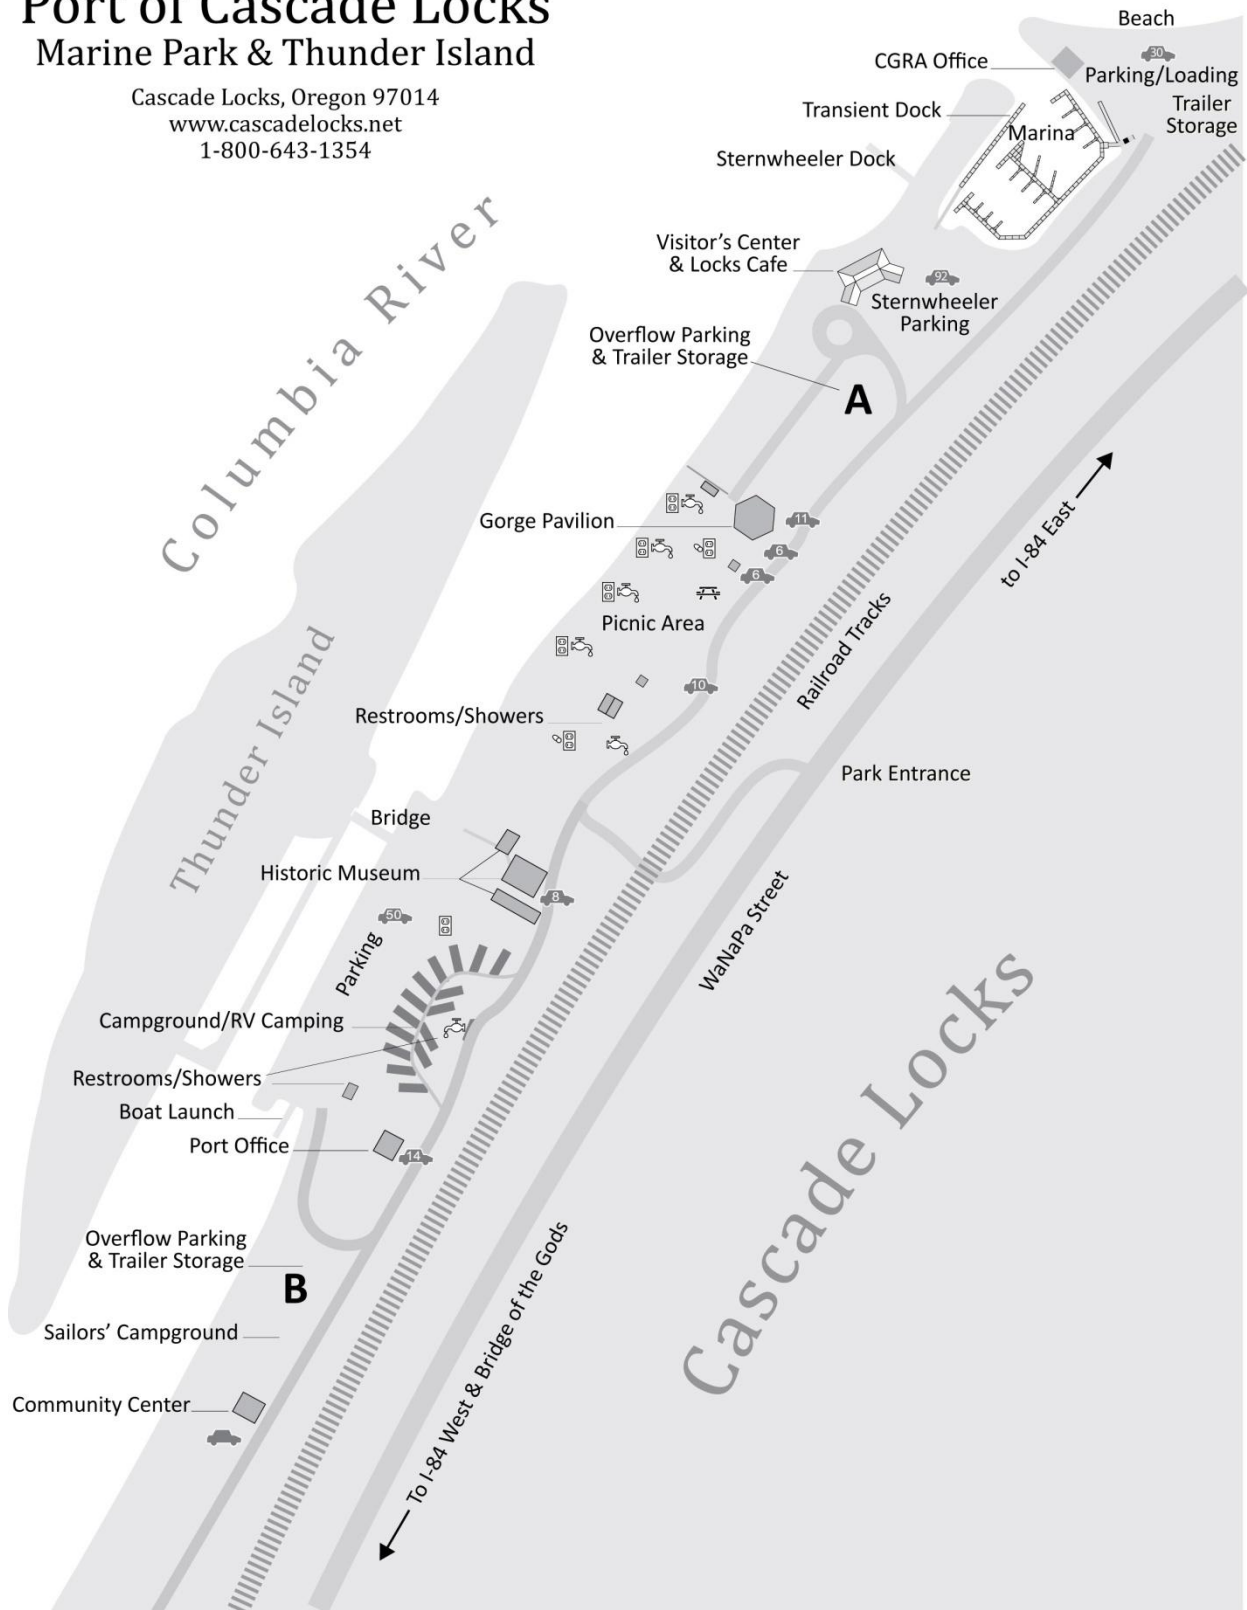 Port of Cascade Locks
Marine Park & Thunder Island
Cascade Locks, Oregon 97014
www.cascadelocks.net
1-800-643-1354
Beach
30
CGRA Office
Parking/Loading
Trailer
Storage
Transient Dock
Marina
Sternwheeler Dock
Visitor's Center
& Locks Cafe
92
Sternwheeler
Parking
Overflow Parking
& Trailer Storage
A
Columbia River
Gorge Pavilion
11
6
6
to I-84 East
Picnic Area
Railroad Tracks
10
Restrooms/Showers
Thunder Island
Park Entrance
Bridge
Historic Museum
8
50
Parking
WaNaPa Street
Campground/RV Camping
Restrooms/Showers
Boat Launch
Port Office
14
Cascade Locks
Overflow Parking
& Trailer Storage
B
Sailors' Campground
Community Center
To I-84 West & Bridge of the Gods